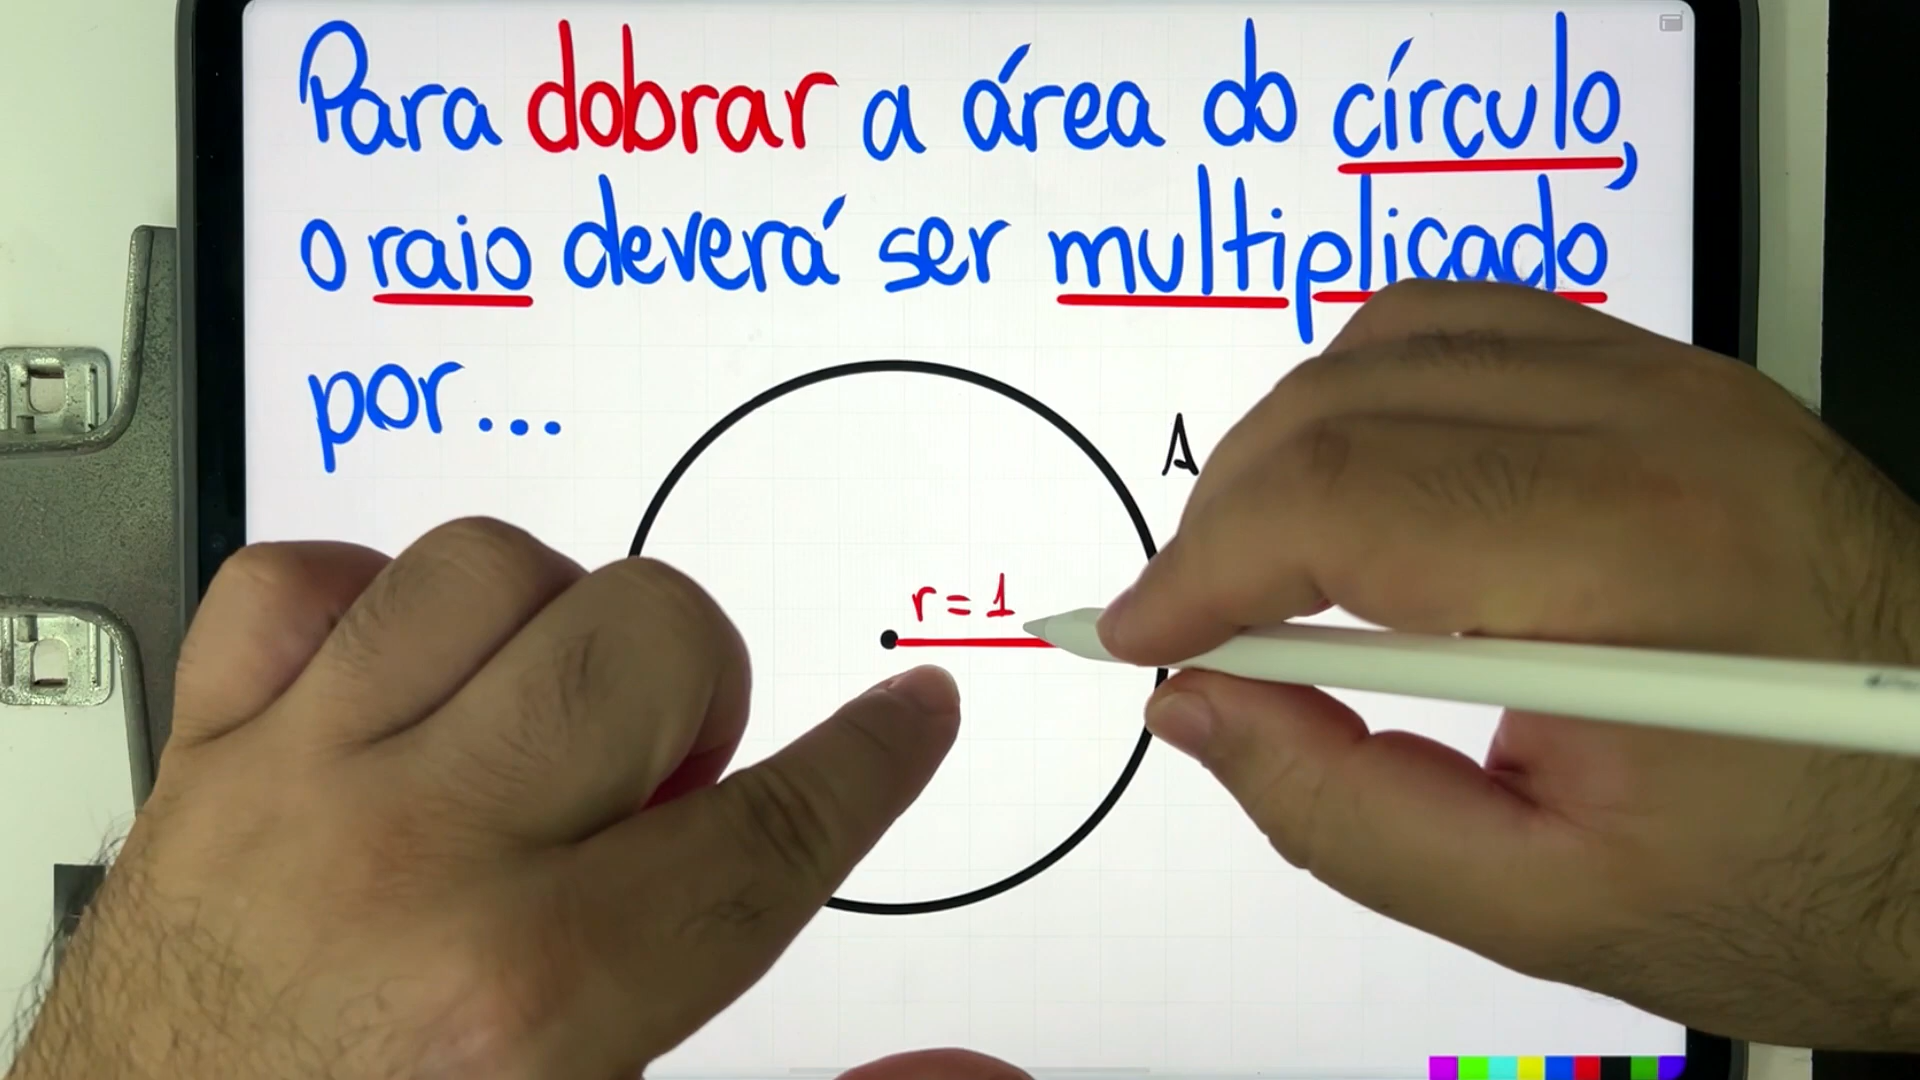 Para dobrar a área do círculo,
o raio deverá ser multiplicado
por...
A
r = 1